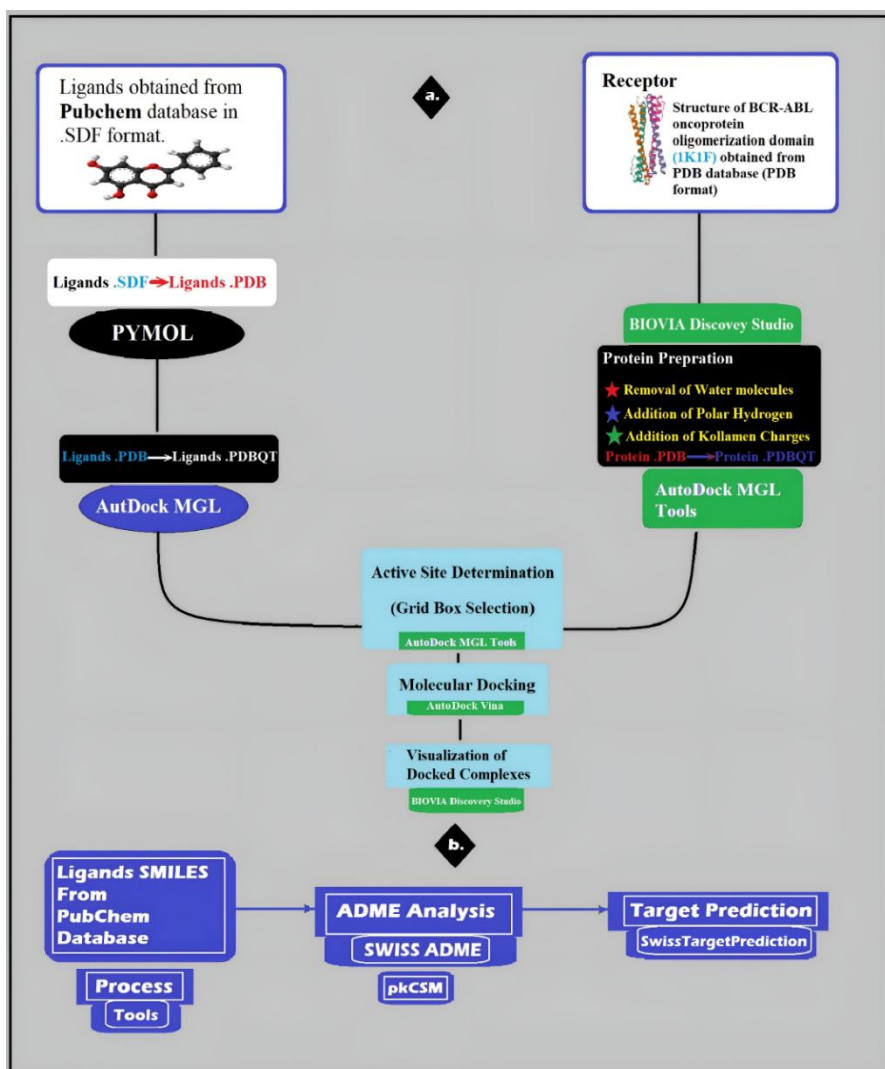 a.
Ligands obtained from
Pubchem database in
.SDF format.
Receptor
Structure of BCR-ABL
oncoprotein
oligomerization domain
(1K1F) obtained from
PDB database (PDB
format)
Ligands .SDF→Ligands .PDB
PYMOL
Ligands .PDB→Ligands .PDBQT
AutDock MGL
BIOVIA Discovey Studio
Protein Prepration
Removal of Water molecules
Addition of Polar Hydrogen
Addition of Kollamen Charges
Protein .PDB→Protein .PDBQT
AutoDock MGL
Tools
Active Site Determination
(Grid Box Selection)
AutoDock MGL Tools
Molecular Docking
AutoDock Vina
Visualization of
Docked Complexes
BIOVIA Discovery Studio
b.
Ligands SMILES
From
PubChem
Database
ADME Analysis
SWISS ADME
pkCSM
Target Prediction
SwissTargetPrediction
Process
Tools